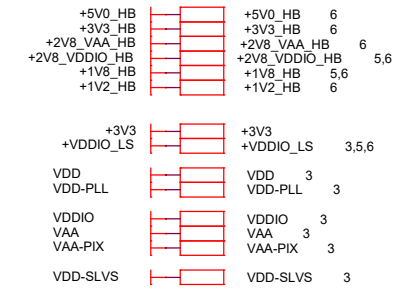 +5V0_HB +5V0_HB 6
+3V3_HB +3V3_HB 6
+2V8_VAA_HB +2V8_VAA_HB 6
+2V8_VDDIO_HB +2V8_VDDIO_HB 5,6
+1V8_HB +1V8_HB 5,6
+1V2_HB +1V2_HB 6
+3V3 +3V3
+VDDIO_LS +VDDIO_LS 3,5,6
VDD VDD 3
VDD-PLL VDD-PLL 3
VDDIO VDDIO 3
VAA VAA 3
VAA-PIX VAA-PIX 3
VDD-SLVS VDD-SLVS 3